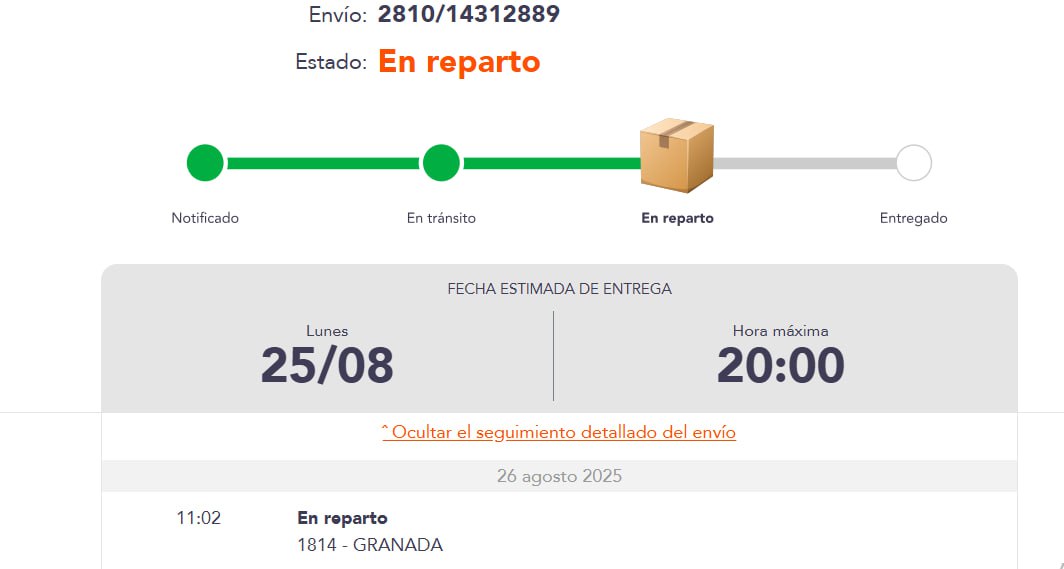 Envío: 2810/14312889
Estado: En reparto
Notificado En tránsito En reparto Entregado
FECHA ESTIMADA DE ENTREGA
Lunes Hora máxima
25/08 20:00
ˆ Ocultar el seguimiento detallado del envío
26 agosto 2025
11:02 En reparto
1814 - GRANADA